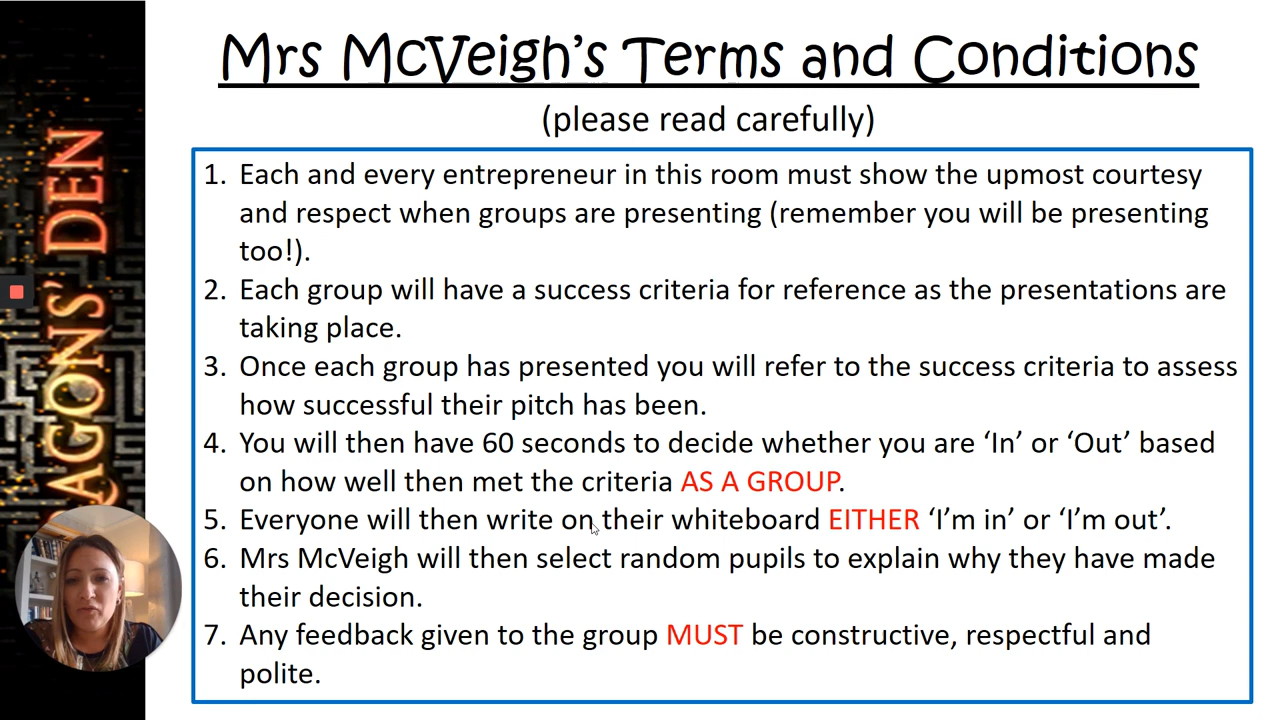 Mrs McVeigh's Terms and Conditions
(please read carefully)
1. Each and every entrepreneur in this room must show the upmost courtesy
and respect when groups are presenting (remember you will be presenting
too!).
2. Each group will have a success criteria for reference as the presentations are
taking place.
3. Once each group has presented you will refer to the success criteria to assess
how successful their pitch has been.
4. You will then have 60 seconds to decide whether you are ‘In’ or ‘Out’ based
on how well then met the criteria AS A GROUP.
5. Everyone will then write on their whiteboard EITHER ‘I’m in’ or ‘I’m out’.
6. Mrs McVeigh will then select random pupils to explain why they have made
their decision.
7. Any feedback given to the group MUST be constructive, respectful and
polite.
AGONS' DEN